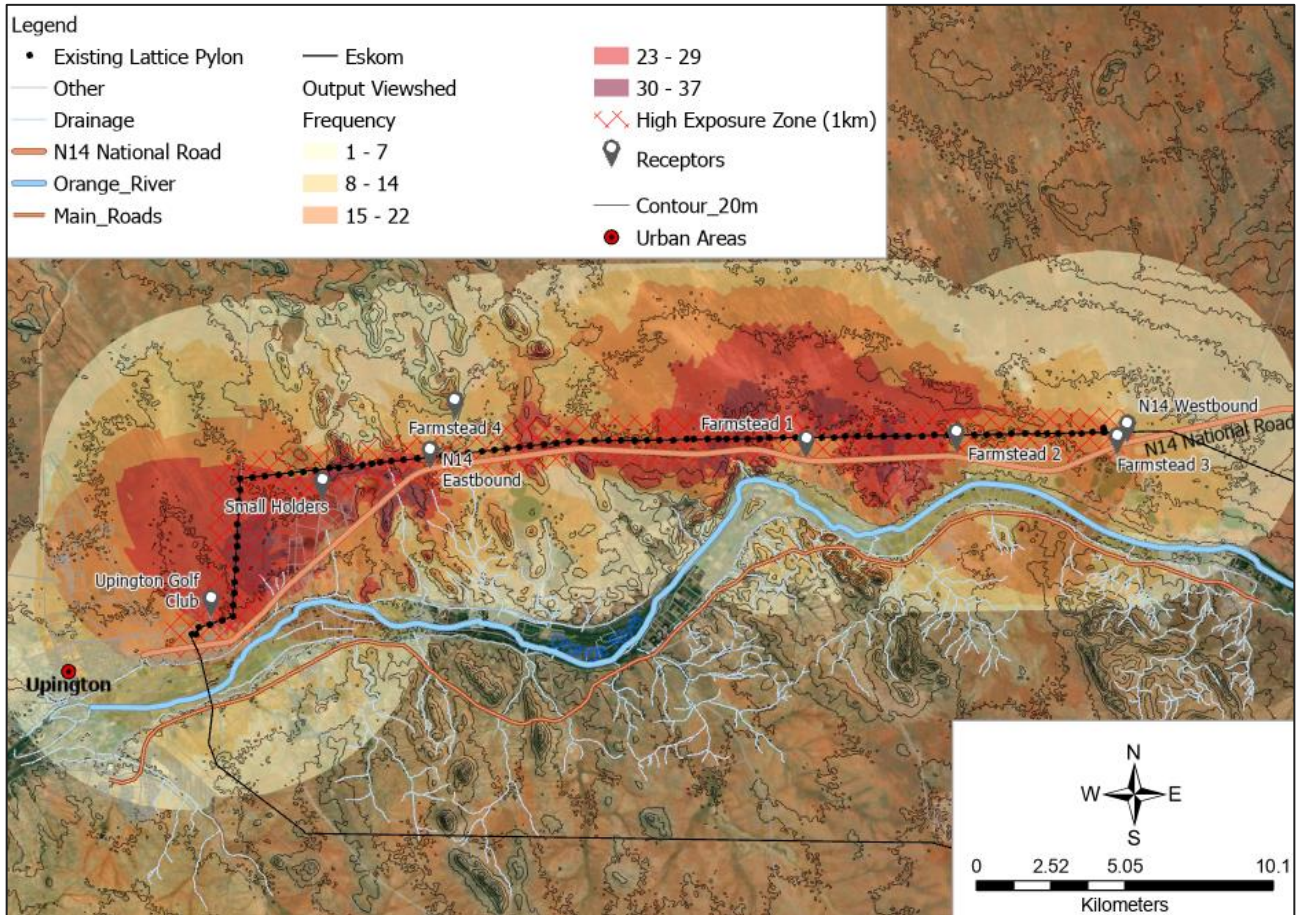 Legend
Existing Lattice Pylon
Other
Drainage
N14 National Road
Orange_River
Main_Roads
Eskom
Output Viewshed
Frequency
1 - 7
8 - 14
15 - 22
23 - 29
30 - 37
High Exposure Zone (1km)
Receptors
Contour_20m
Urban Areas
Farmstead 4
Farmstead 1
N14 Westbound
N14 National Road
N14
Eastbound
Farmstead 2
Farmstead 3
Small Holders
Upington Golf
Club
Upington
N
W
E
S
0
2.52
5.05
10.1
Kilometers